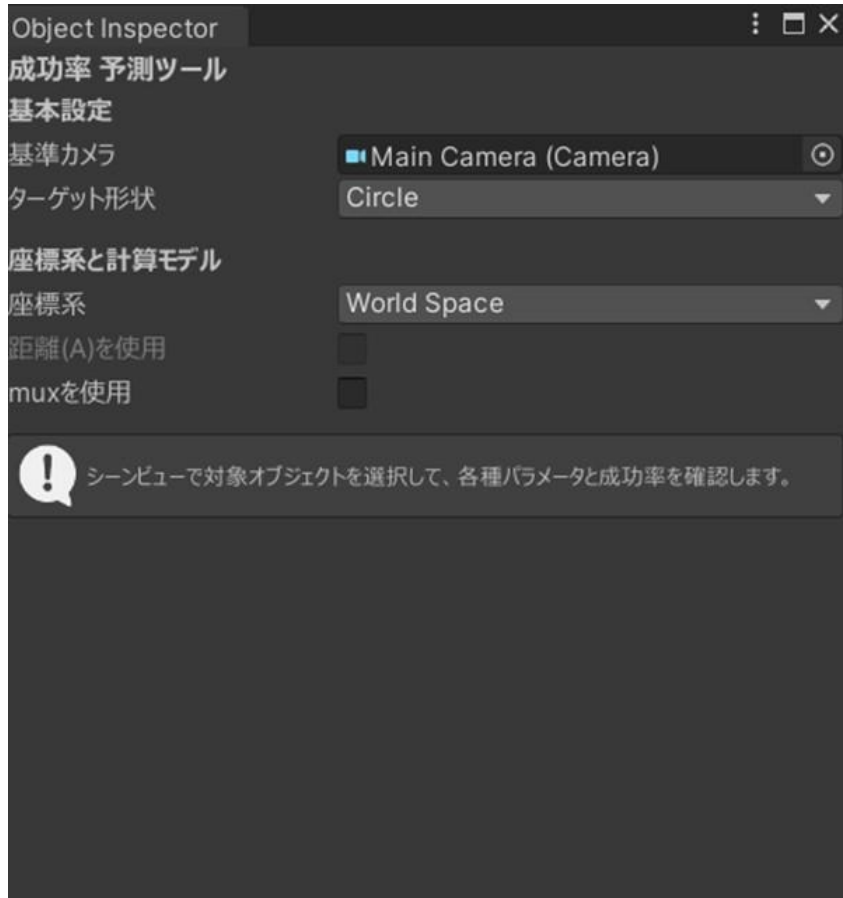 Object Inspector
成功率 予測ツール
基本設定
基準カメラ Main Camera (Camera)
ターゲット形状 Circle
座標系と計算モデル
座標系 World Space
距離(A)を使用
muxを使用
シーンビューで対象オブジェクトを選択して、各種パラメータと成功率を確認します。